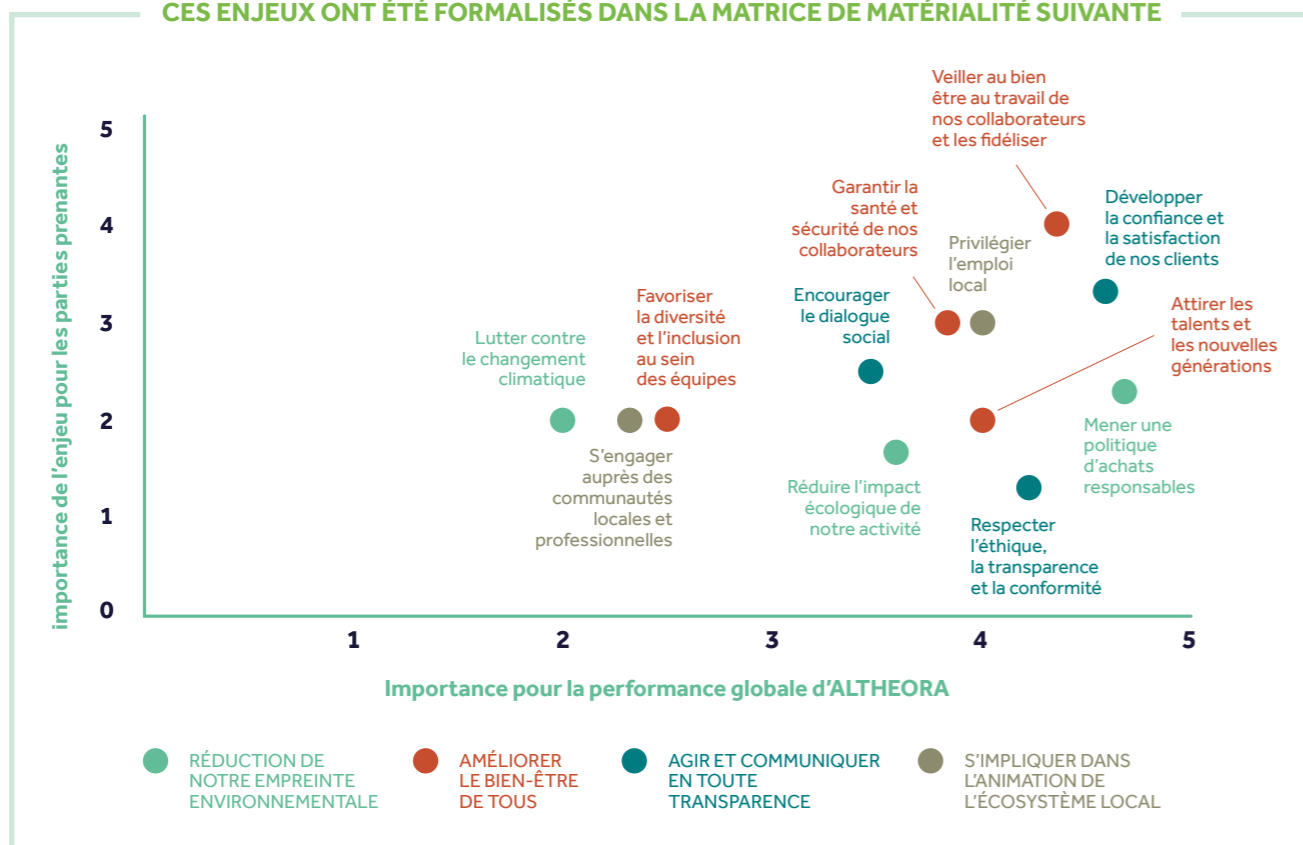 CES ENJEUX ONT ÉTÉ FORMALISÉS DANS LA MATRICE DE MATÉRIALITÉ SUIVANTE
importance de l'enjeu pour les parties prenantes
5
4
3
2
1
0
Veiller au bien
être au travail de
nos collaborateurs
et les fidéliser
Garantir la
santé et
sécurité de nos
collaborateurs
Privilégier
l'emploi
local
Développer
la confiance et
la satisfaction
de nos clients
Encourager
le dialogue
social
Favoriser
la diversité
et l'inclusion
au sein
des équipes
Lutter contre
le changement
climatique
Attirer les
talents et
les nouvelles
générations
S'engager
auprès des
communautés
locales et
professionnelles
Réduire l'impact
écologique de
notre activité
Mener une
politique
d'achats
responsables
Respecter
l'éthique,
la transparence
et la conformité
1
2
3
4
5
Importance pour la performance globale d'ALTHEORA
RÉDUCTION DE
NOTRE EMPREINTE
ENVIRONNEMENTALE
AMÉLIORER
LE BIEN-ÊTRE
DE TOUS
AGIR ET COMMUNIQUER
EN TOUTE
TRANSPARENCE
S'IMPLIQUER DANS
L'ANIMATION DE
L'ÉCOSYSTÈME LOCAL